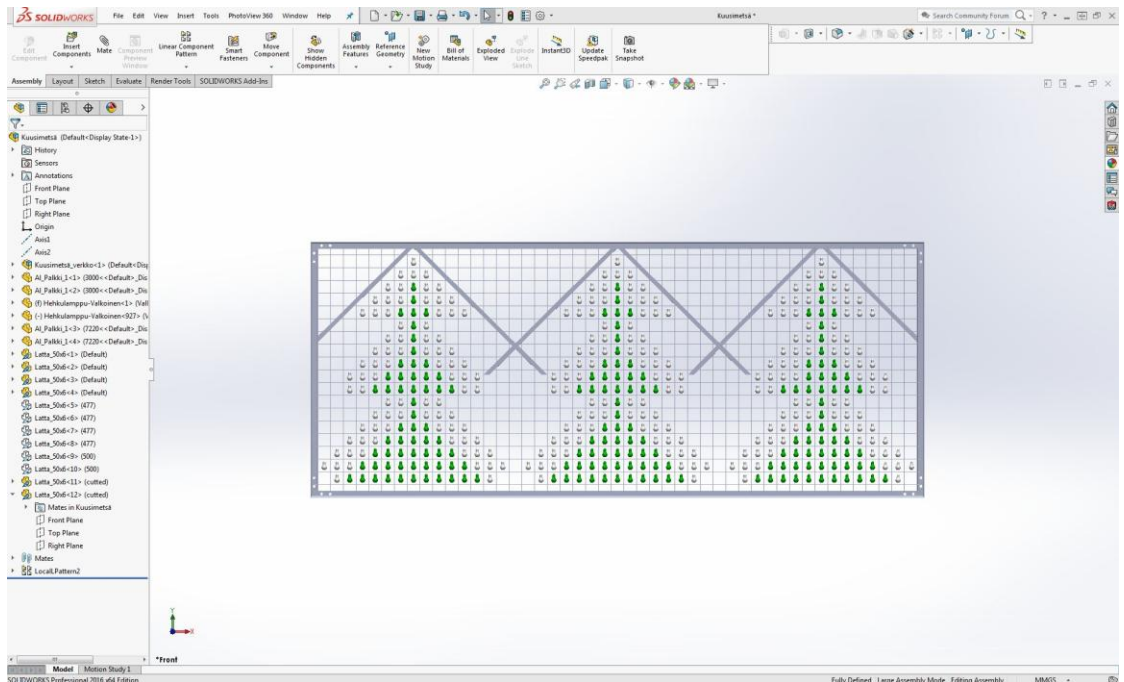 SOLIDWORKS File Edit View Insert Tools PhotoView 360 Window Help Kuusimetsä * Search Community Forum
Edit Component
Insert Components
Mate
Component Preview Window
Linear Component Pattern
Smart Fasteners
Move Component
Show Hidden Components
Assembly Features
Reference Geometry
New Motion Study
Bill of Materials
Exploded View
Explode Line Sketch
Instant3D
Update Speedpak
Take Snapshot
Assembly Layout Sketch Evaluate Render Tools SOLIDWORKS Add-Ins
Kuusimetsä (Default<Display State-1>)
History
Sensors
Annotations
Front Plane
Top Plane
Right Plane
Origin
Axis1
Axis2
Kuusimetsä_verkko<1> (Default<Disp
Al_Palkki_1<1> (3000<<Default>_Dis
Al_Palkki_1<2> (3000<<Default>_Dis
(f) Hehkulamppu-Valkoinen<1> (Vall
(-) Hehkulamppu-Valkoinen<927> (V
Al_Palkki_1<3> (7220<<Default>_Dis
Al_Palkki_1<4> (7220<<Default>_Dis
Latta_50x6<1> (Default)
Latta_50x6<2> (Default)
Latta_50x6<3> (Default)
Latta_50x6<4> (Default)
Latta_50x6<5> (477)
Latta_50x6<6> (477)
Latta_50x6<7> (477)
Latta_50x6<8> (477)
Latta_50x6<9> (500)
Latta_50x6<10> (500)
Latta_50x6<11> (cutted)
Latta_50x6<12> (cutted)
Mates in Kuusimetsä
Front Plane
Top Plane
Right Plane
Mates
LocalLPattern2
Y
X
*Front
Model Motion Study 1
SOLIDWORKS Professional 2016 x64 Edition Fully Defined Large Assembly Mode Editing Assembly MMGS